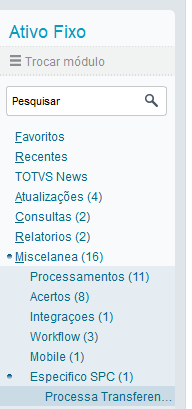 Ativo Fixo
Trocar módulo
Pesquisar
Favoritos
Recentes
TOTVS News
Atualizações (4)
Consultas (2)
Relatorios (2)
Miscelanea (16)
Processamentos (11)
Acertos (8)
Integraçoes (1)
Workflow (3)
Mobile (1)
Especifico SPC (1)
Processa Transferen...